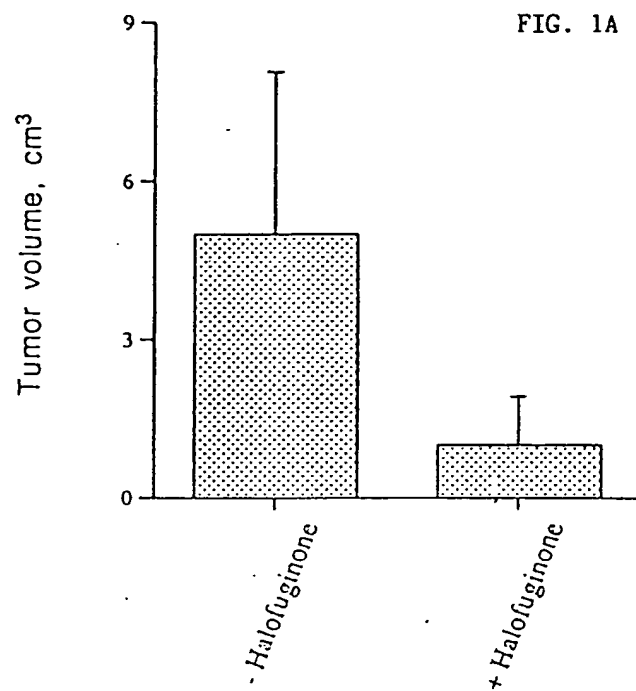 FIG. 1A
Tumor volume, cm³
9
6
3
0
- Halofuginone
+ Halofuginone